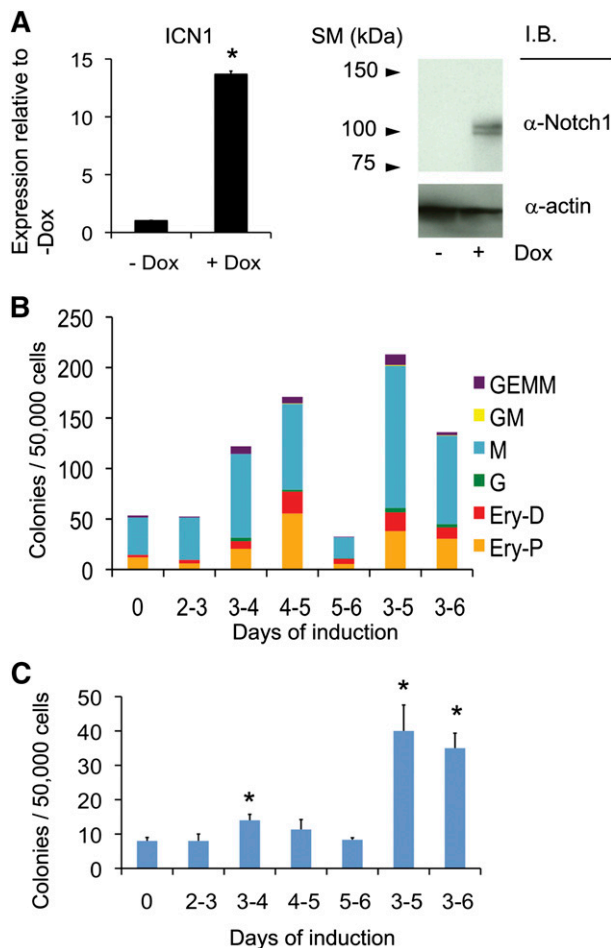 A
ICN1
*
Expression relative to
-Dox
15
10
5
0
- Dox + Dox
SM (kDa)
150
100
75
I.B.
α-Notch1
α-actin
- + Dox
B
Colonies / 50,000 cells
250
200
150
100
50
0
0 2-3 3-4 4-5 5-6 3-5 3-6
Days of induction
GEMM
GM
M
G
Ery-D
Ery-P
C
Colonies / 50,000 cells
50
40
30
20
10
0
* * *
0 2-3 3-4 4-5 5-6 3-5 3-6
Days of induction